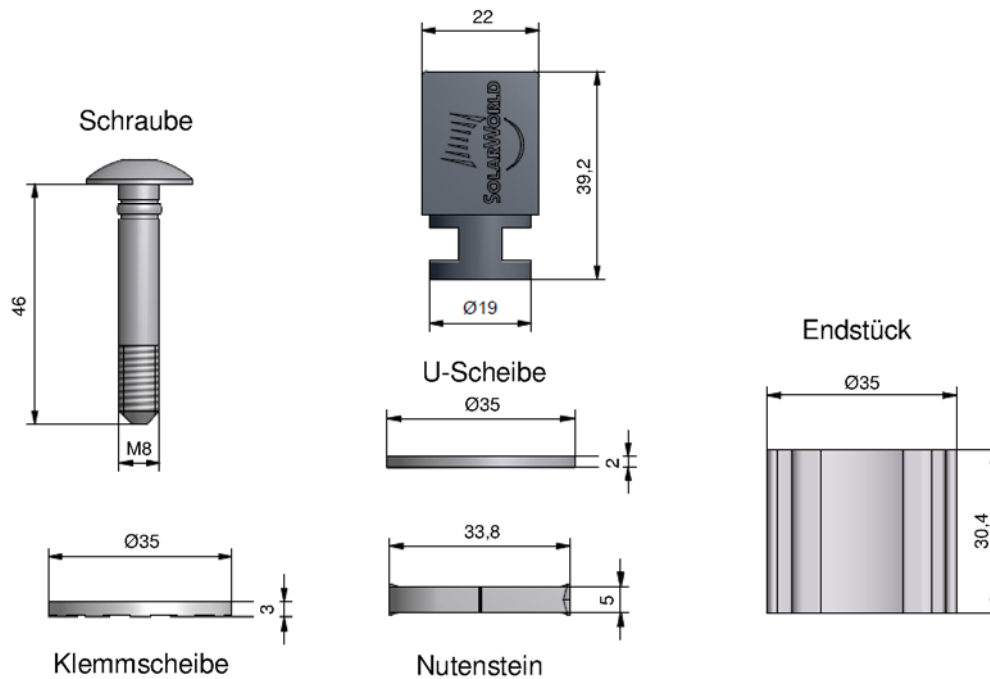 22
Schraube
SOLARWORLD
39,2
46
Ø19
Endstück
U-Scheibe
Ø35
Ø35
M8
2
33,8
Ø35
30,4
3
5
Klemmscheibe
Nutenstein